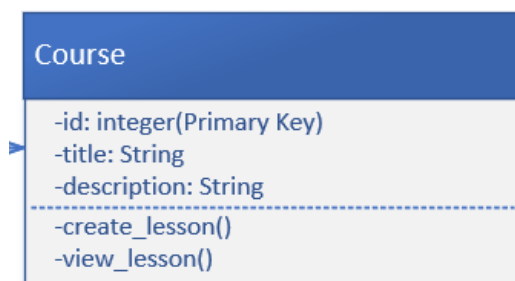 Course
-id: integer(Primary Key)
-title: String
-description: String
-create_lesson()
-view_lesson()